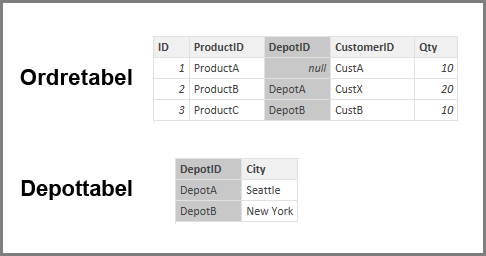 Ordretabel
ID ProductID DepotID CustomerID Qty
1 ProductA null CustA 10
2 ProductB DepotA CustX 20
3 ProductC DepotB CustB 10
Depottabel
DepotID City
DepotA Seattle
DepotB New York